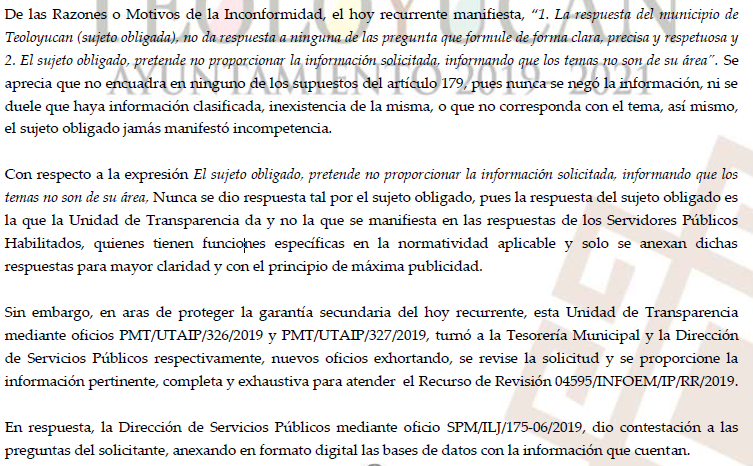 TEOLOYUCAN
AYUNTAMIENTO 2019 - 2021
De las Razones o Motivos de la Inconformidad, el hoy recurrente manifiesta, “1. La respuesta del municipio de
Teoloyucan (sujeto obligada), no da respuesta a ninguna de las pregunta que formule de forma clara, precisa y respetuosa y
2. El sujeto obligado, pretende no proporcionar la información solicitada, informando que los temas no son de su área”. Se
aprecia que no encuadra en ninguno de los supuestos del artículo 179, pues nunca se negó la información, ni se
duele que haya información clasificada, inexistencia de la misma, o que no corresponda con el tema, así mismo,
el sujeto obligado jamás manifestó incompetencia.
Con respecto a la expresión El sujeto obligado, pretende no proporcionar la información solicitada, informando que los
temas no son de su área, Nunca se dio respuesta tal por el sujeto obligado, pues la respuesta del sujeto obligado es
la que la Unidad de Transparencia da y no la que se manifiesta en las respuestas de los Servidores Públicos
Habilitados, quienes tienen funciones específicas en la normatividad aplicable y solo se anexan dichas
respuestas para mayor claridad y con el principio de máxima publicidad.
Sin embargo, en aras de proteger la garantía secundaria del hoy recurrente, esta Unidad de Transparencia
mediante oficios PMT/UTAIP/326/2019 y PMT/UTAIP/327/2019, turnó a la Tesorería Municipal y la Dirección
de Servicios Públicos respectivamente, nuevos oficios exhortando, se revise la solicitud y se proporcione la
información pertinente, completa y exhaustiva para atender el Recurso de Revisión 04595/INFOEM/IP/RR/2019.
En respuesta, la Dirección de Servicios Públicos mediante oficio SPM/ILJ/175-06/2019, dio contestación a las
preguntas del solicitante, anexando en formato digital las bases de datos con la información que cuentan.